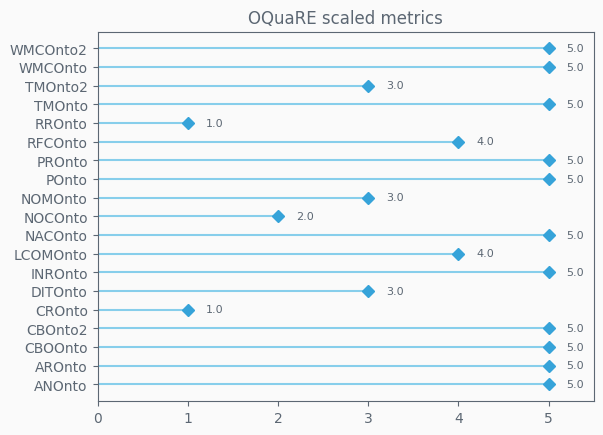 OQuaRE scaled metrics
WMCOnto2 5.0
WMCOnto 5.0
TMOnto2 3.0
TMOnto 5.0
RROnto 1.0
RFCOnto 4.0
PROnto 5.0
POnto 5.0
NOMOnto 3.0
NOCOnto 2.0
NACOnto 5.0
LCOMOnto 4.0
INROnto 5.0
DITOnto 3.0
CROnto 1.0
CBOnto2 5.0
CBOOnto 5.0
AROnto 5.0
ANOnto 5.0
0 1 2 3 4 5